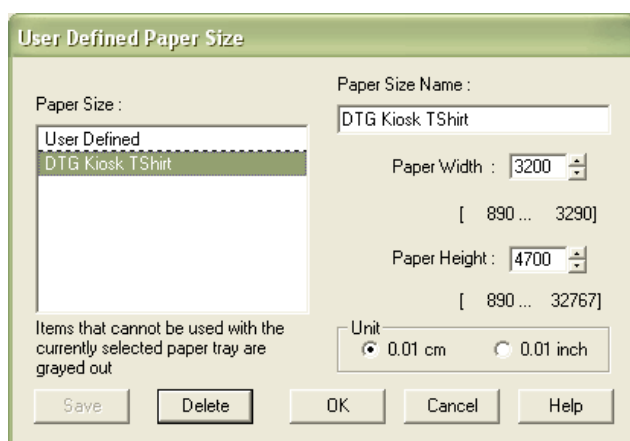 User Defined Paper Size
Paper Size :
User Defined
DTG Kiosk TShirt
Items that cannot be used with the
currently selected paper tray are
grayed out
Paper Size Name :
DTG Kiosk TShirt
Paper Width : 3200
[ 890 ... 3290]
Paper Height : 4700
[ 890 ... 32767]
Unit
0.01 cm 0.01 inch
Save Delete OK Cancel Help